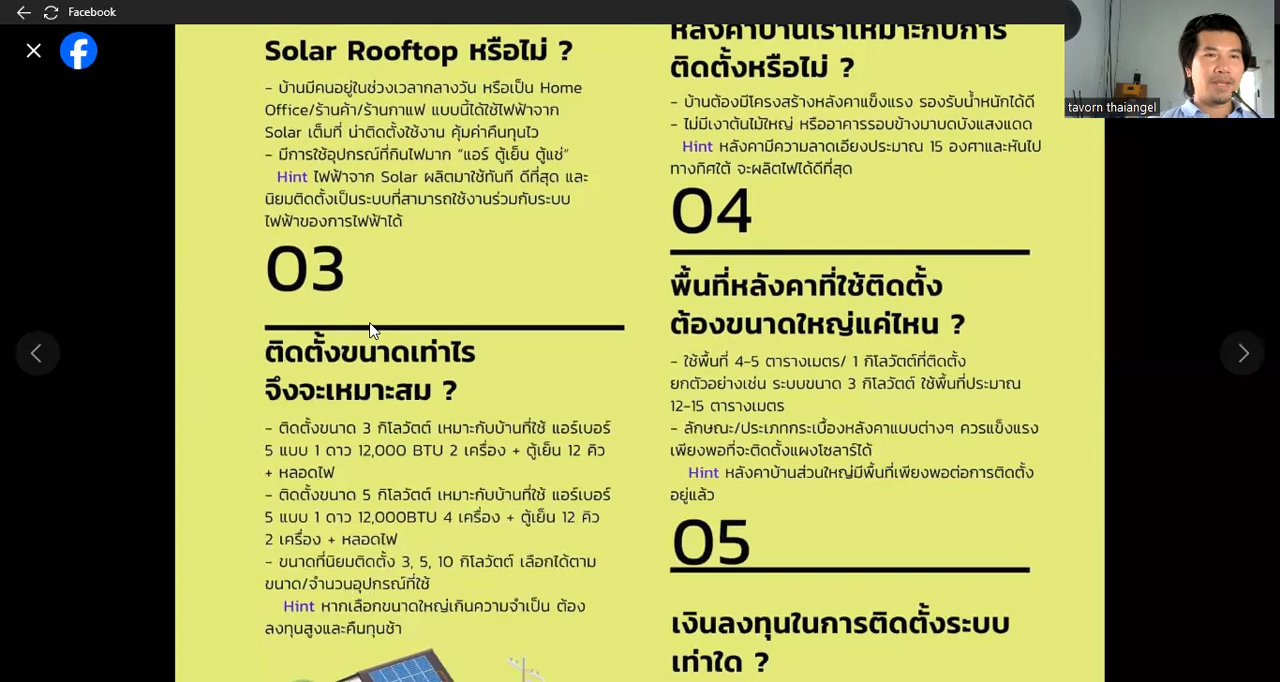 Facebook
tavorn thaiangel
Solar Rooftop หรือไม่ ?
- บ้านมีคนอยู่ในช่วงเวลากลางวัน หรือเป็น Home
Office/ร้านค้า/ร้านกาแฟ แบบนี้ได้ใช้ไฟฟ้าจาก
Solar เต็มที่ น่าติดตั้งใช้งาน คุ้มค่าคืนทุนไว
- มีการใช้อุปกรณ์ที่กินไฟมาก "แอร์ ตู้เย็น ตู้แช่"
Hint ไฟฟ้าจาก Solar ผลิตมาใช้ทันที ดีที่สุด และ
นิยมติดตั้งเป็นระบบที่สามารถใช้งานร่วมกับระบบ
ไฟฟ้าของการไฟฟ้าได้
03
ติดตั้งขนาดเท่าไร
จึงจะเหมาะสม ?
- ติดตั้งขนาด 3 กิโลวัตต์ เหมาะกับบ้านที่ใช้ แอร์เบอร์
5 แบบ 1 ดาว 12,000 BTU 2 เครื่อง + ตู้เย็น 12 คิว
+ หลอดไฟ
- ติดตั้งขนาด 5 กิโลวัตต์ เหมาะกับบ้านที่ใช้ แอร์เบอร์
5 แบบ 1 ดาว 12,000BTU 4 เครื่อง + ตู้เย็น 12 คิว
2 เครื่อง + หลอดไฟ
- ขนาดที่นิยมติดตั้ง 3, 5, 10 กิโลวัตต์ เลือกได้ตาม
ขนาด/จำนวนอุปกรณ์ที่ใช้
Hint หากเลือกขนาดใหญ่เกินความจำเป็น ต้อง
ลงทุนสูงและคืนทุนช้า
หลังคาบ้านเราเหมาะกับการ
ติดตั้งหรือไม่ ?
- บ้านต้องมีโครงสร้างหลังคาแข็งแรง รองรับน้ำหนักได้ดี
- ไม่มีเงาต้นไม้ใหญ่ หรืออาคารรอบข้างมาบดบังแสงแดด
Hint หลังคามีความลาดเอียงประมาณ 15 องศาและหันไป
ทางทิศใต้ จะผลิตไฟได้ดีที่สุด
04
พื้นที่หลังคาที่ใช้ติดตั้ง
ต้องขนาดใหญ่แค่ไหน ?
- ใช้พื้นที่ 4-5 ตารางเมตร/ 1 กิโลวัตต์ที่ติดตั้ง
ยกตัวอย่างเช่น ระบบขนาด 3 กิโลวัตต์ ใช้พื้นที่ประมาณ
12-15 ตารางเมตร
- ลักษณะ/ประเภทกระเบื้องหลังคาแบบต่างๆ ควรแข็งแรง
เพียงพอที่จะติดตั้งแผงโซลาร์ได้
Hint หลังคาบ้านส่วนใหญ่มีพื้นที่เพียงพอต่อการติดตั้ง
อยู่แล้ว
05
เงินลงทุนในการติดตั้งระบบ
เท่าใด ?